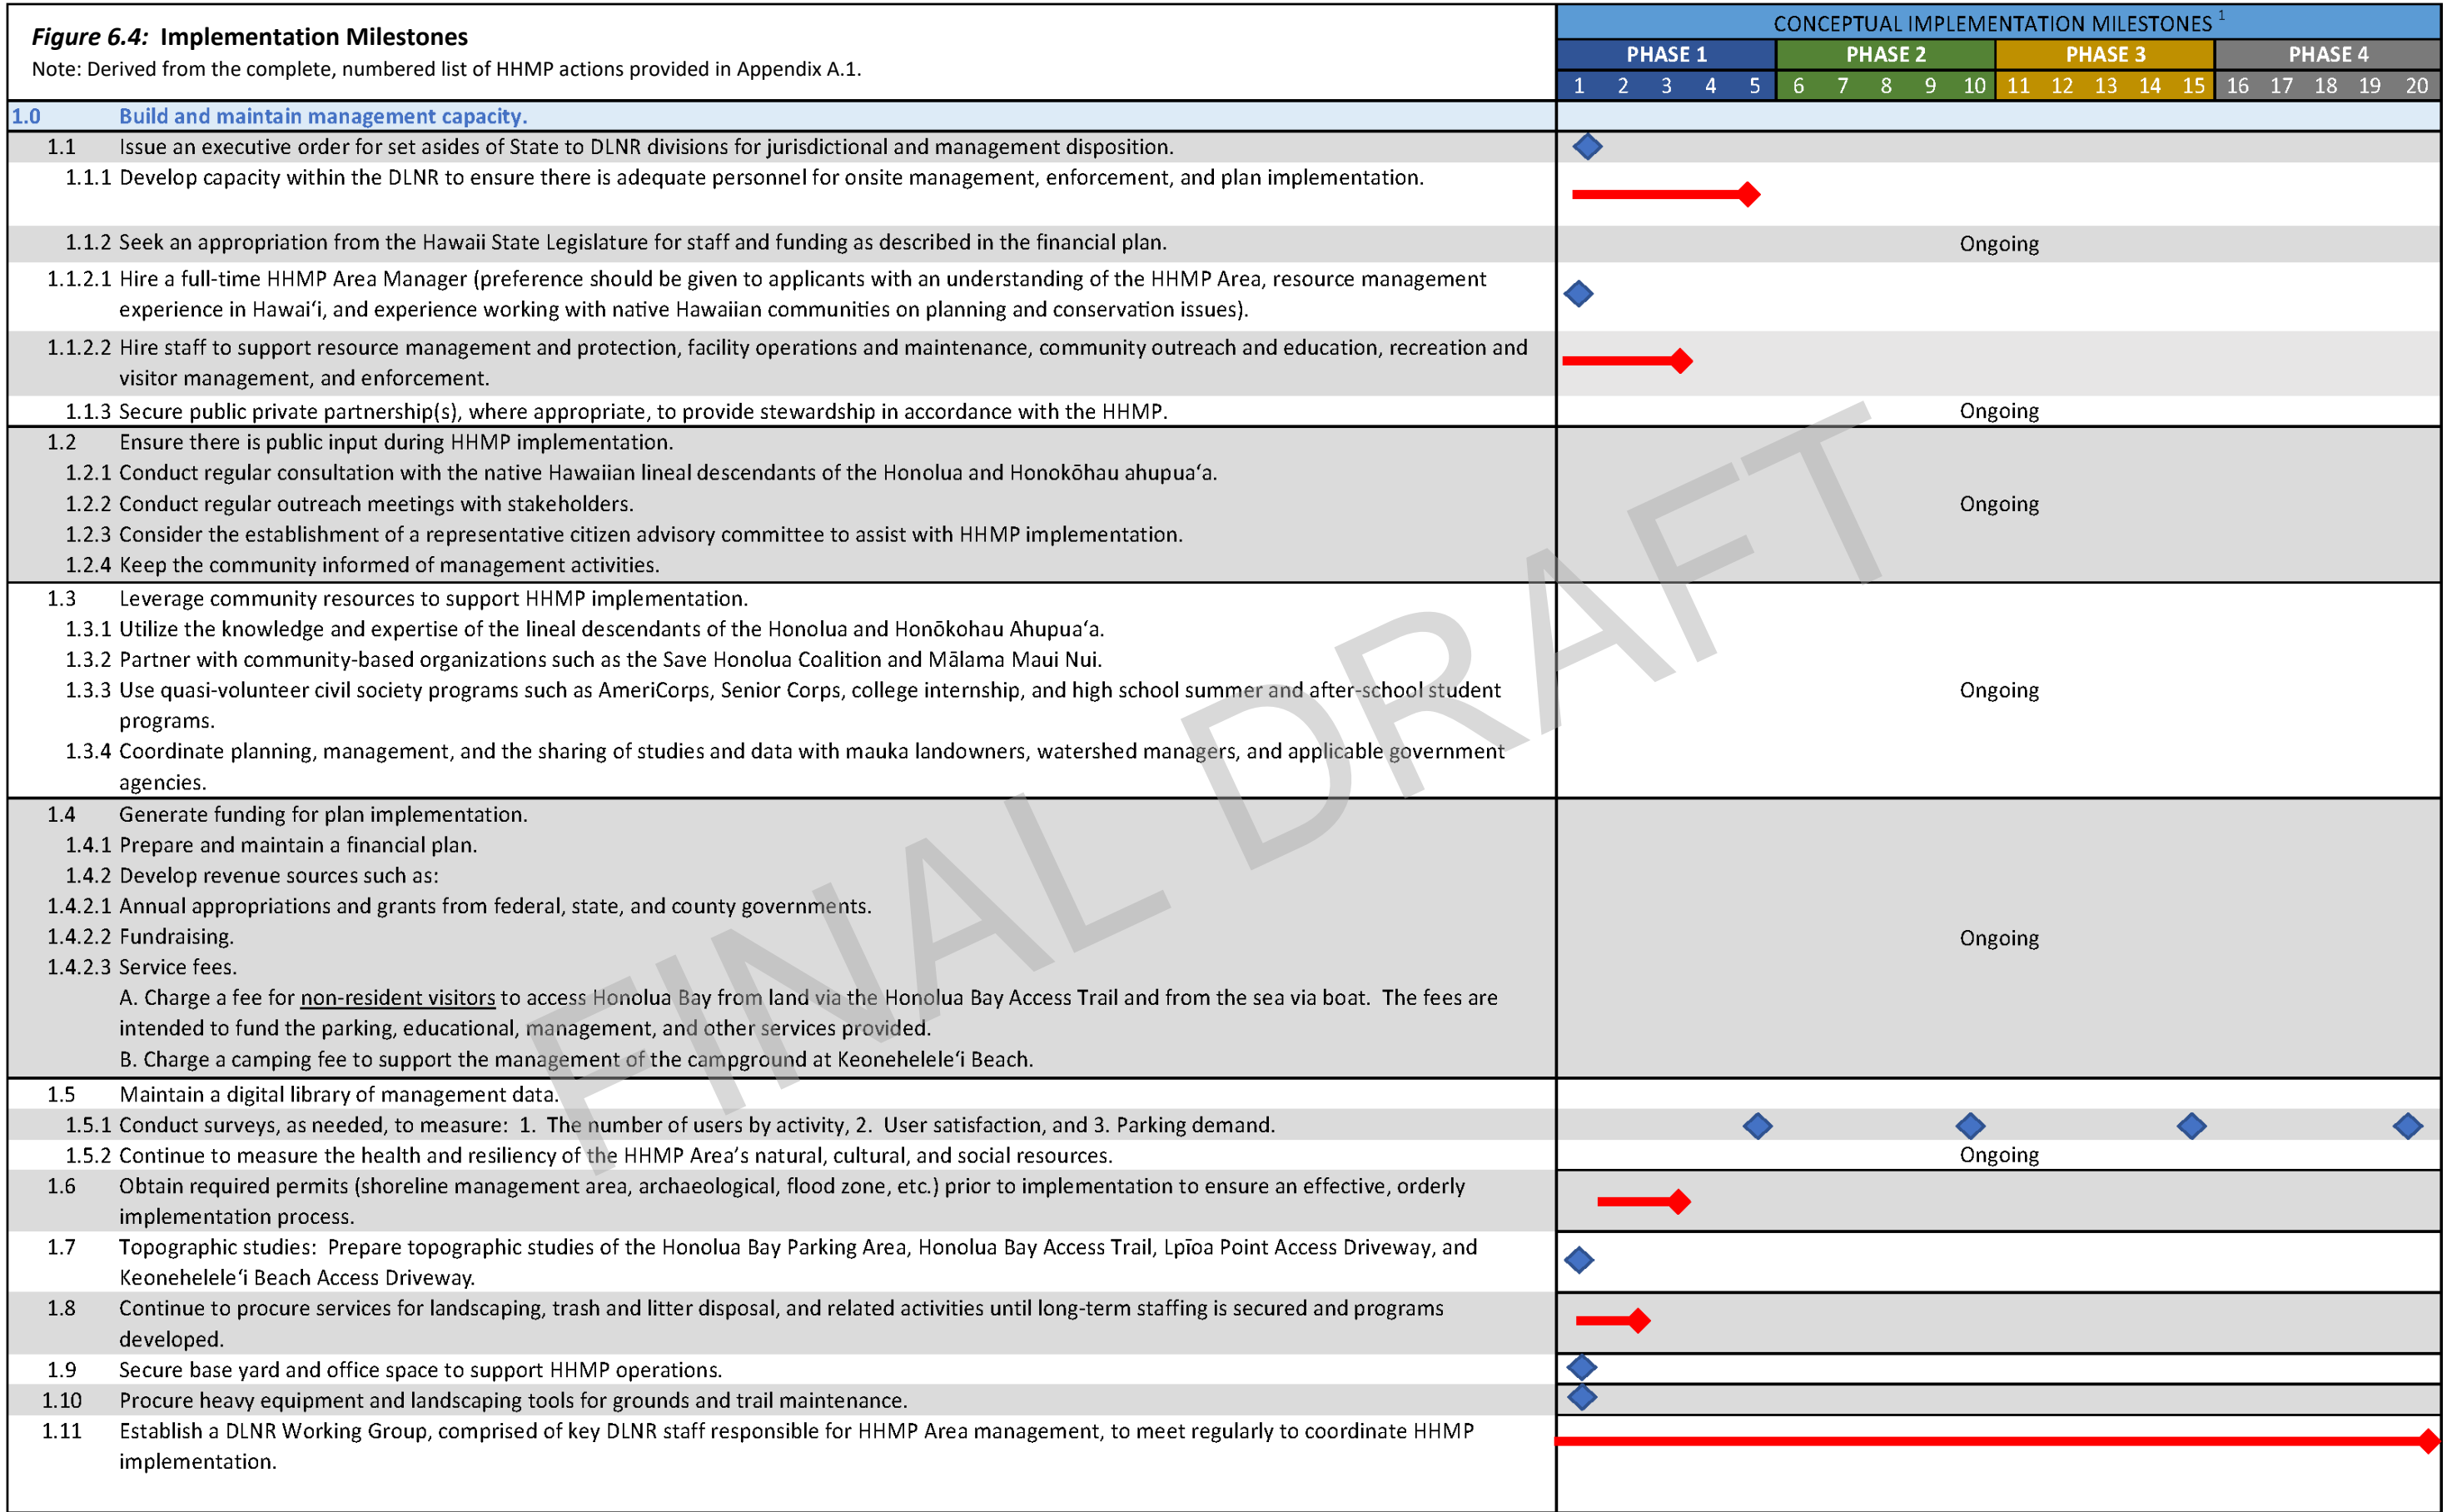 Figure 6.4: Implementation Milestones
Note: Derived from the complete, numbered list of HHMP actions provided in Appendix A.1.
CONCEPTUAL IMPLEMENTATION MILESTONES 1
PHASE 1 PHASE 2 PHASE 3 PHASE 4
1 2 3 4 5 6 7 8 9 10 11 12 13 14 15 16 17 18 19 20
1.0 Build and maintain management capacity.
1.1 Issue an executive order for set asides of State to DLNR divisions for jurisdictional and management disposition.
1.1.1 Develop capacity within the DLNR to ensure there is adequate personnel for onsite management, enforcement, and plan implementation.
1.1.2 Seek an appropriation from the Hawaii State Legislature for staff and funding as described in the financial plan. Ongoing
1.1.2.1 Hire a full-time HHMP Area Manager (preference should be given to applicants with an understanding of the HHMP Area, resource management
experience in Hawai‘i, and experience working with native Hawaiian communities on planning and conservation issues).
1.1.2.2 Hire staff to support resource management and protection, facility operations and maintenance, community outreach and education, recreation and
visitor management, and enforcement.
1.1.3 Secure public private partnership(s), where appropriate, to provide stewardship in accordance with the HHMP. Ongoing
1.2 Ensure there is public input during HHMP implementation.
1.2.1 Conduct regular consultation with the native Hawaiian lineal descendants of the Honolua and Honokōhau ahupua‘a.
1.2.2 Conduct regular outreach meetings with stakeholders. Ongoing
1.2.3 Consider the establishment of a representative citizen advisory committee to assist with HHMP implementation.
1.2.4 Keep the community informed of management activities.
1.3 Leverage community resources to support HHMP implementation.
1.3.1 Utilize the knowledge and expertise of the lineal descendants of the Honolua and Honōkohau Ahupua‘a.
1.3.2 Partner with community-based organizations such as the Save Honolua Coalition and Mālama Maui Nui.
1.3.3 Use quasi-volunteer civil society programs such as AmeriCorps, Senior Corps, college internship, and high school summer and after-school student Ongoing
programs.
1.3.4 Coordinate planning, management, and the sharing of studies and data with mauka landowners, watershed managers, and applicable government
agencies.
1.4 Generate funding for plan implementation.
1.4.1 Prepare and maintain a financial plan.
1.4.2 Develop revenue sources such as:
1.4.2.1 Annual appropriations and grants from federal, state, and county governments.
1.4.2.2 Fundraising. Ongoing
1.4.2.3 Service fees.
A. Charge a fee for non-resident visitors to access Honolua Bay from land via the Honolua Bay Access Trail and from the sea via boat. The fees are
intended to fund the parking, educational, management, and other services provided.
B. Charge a camping fee to support the management of the campground at Keonehelele‘i Beach.
1.5 Maintain a digital library of management data.
1.5.1 Conduct surveys, as needed, to measure: 1. The number of users by activity, 2. User satisfaction, and 3. Parking demand.
1.5.2 Continue to measure the health and resiliency of the HHMP Area’s natural, cultural, and social resources. Ongoing
1.6 Obtain required permits (shoreline management area, archaeological, flood zone, etc.) prior to implementation to ensure an effective, orderly
implementation process.
1.7 Topographic studies: Prepare topographic studies of the Honolua Bay Parking Area, Honolua Bay Access Trail, Lpīoa Point Access Driveway, and
Keonehelele‘i Beach Access Driveway.
1.8 Continue to procure services for landscaping, trash and litter disposal, and related activities until long-term staffing is secured and programs
developed.
1.9 Secure base yard and office space to support HHMP operations.
1.10 Procure heavy equipment and landscaping tools for grounds and trail maintenance.
1.11 Establish a DLNR Working Group, comprised of key DLNR staff responsible for HHMP Area management, to meet regularly to coordinate HHMP
implementation.
FINAL DRAFT